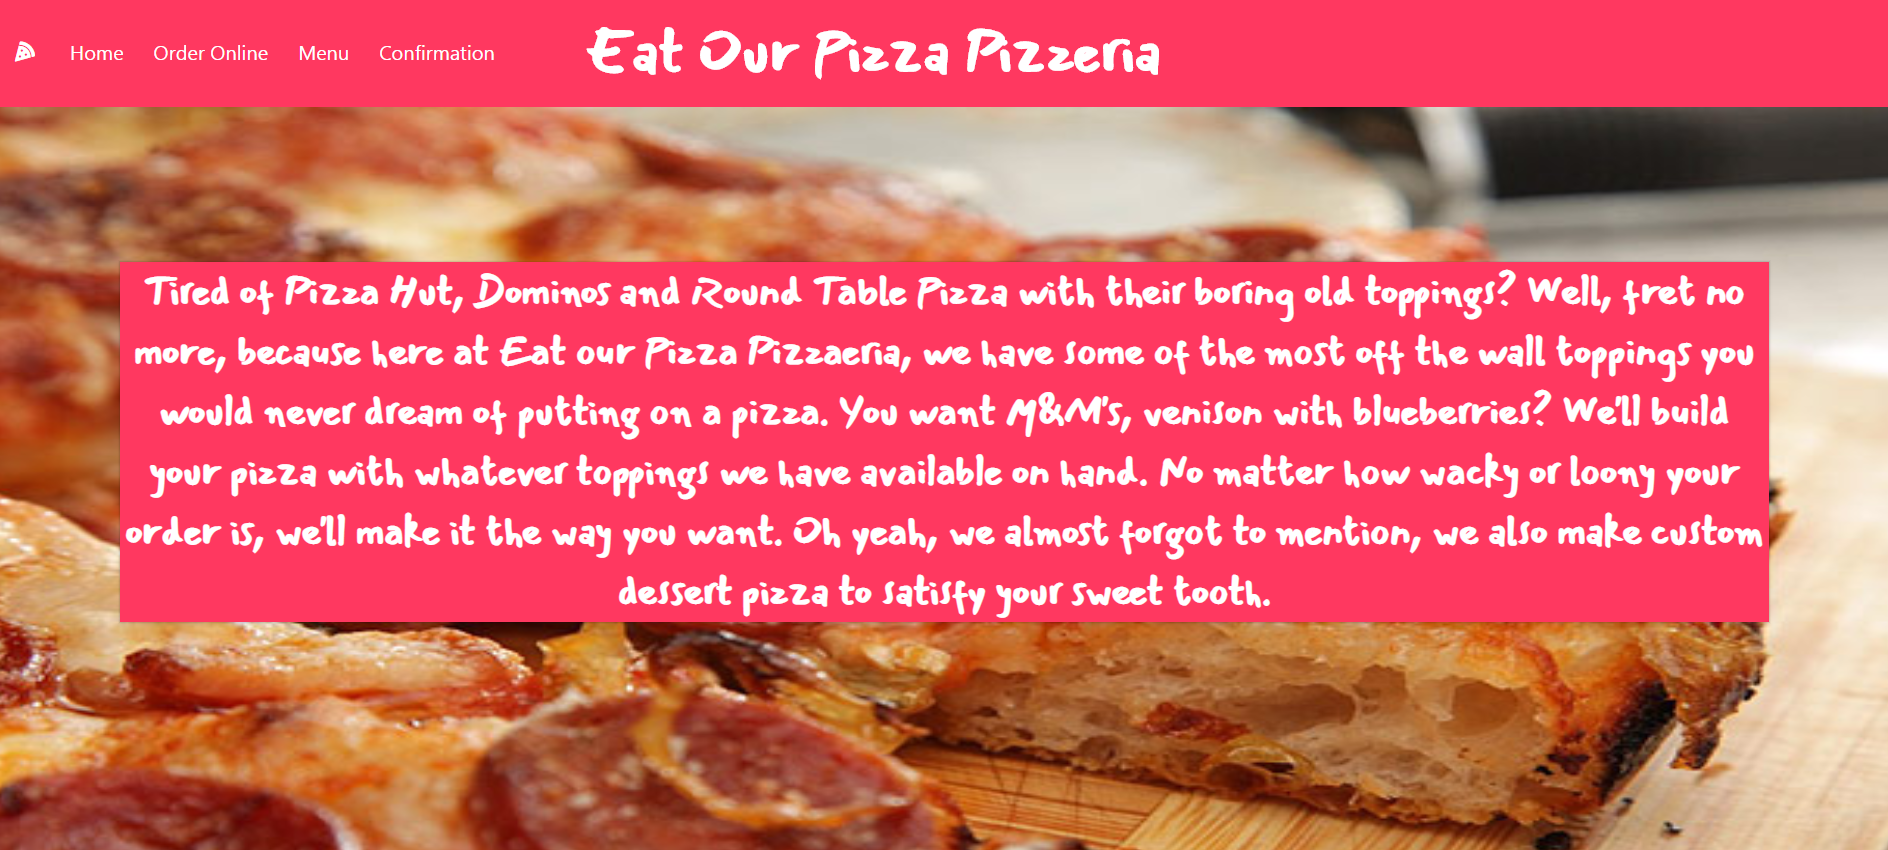 Home Order Online Menu Confirmation
Eat Our Pizza Pizzeria
Tired of Pizza Hut, Dominos and Round Table Pizza with their boring old toppings? Well, fret no
more, because here at Eat our Pizza Pizzaeria, we have some of the most off the wall toppings you
would never dream of putting on a pizza. You want M&M's, venison with blueberries? We'll build
your pizza with whatever toppings we have available on hand. No matter how wacky or loony your
order is, we'll make it the way you want. Oh yeah, we almost forgot to mention, we also make custom
dessert pizza to satisfy your sweet tooth.